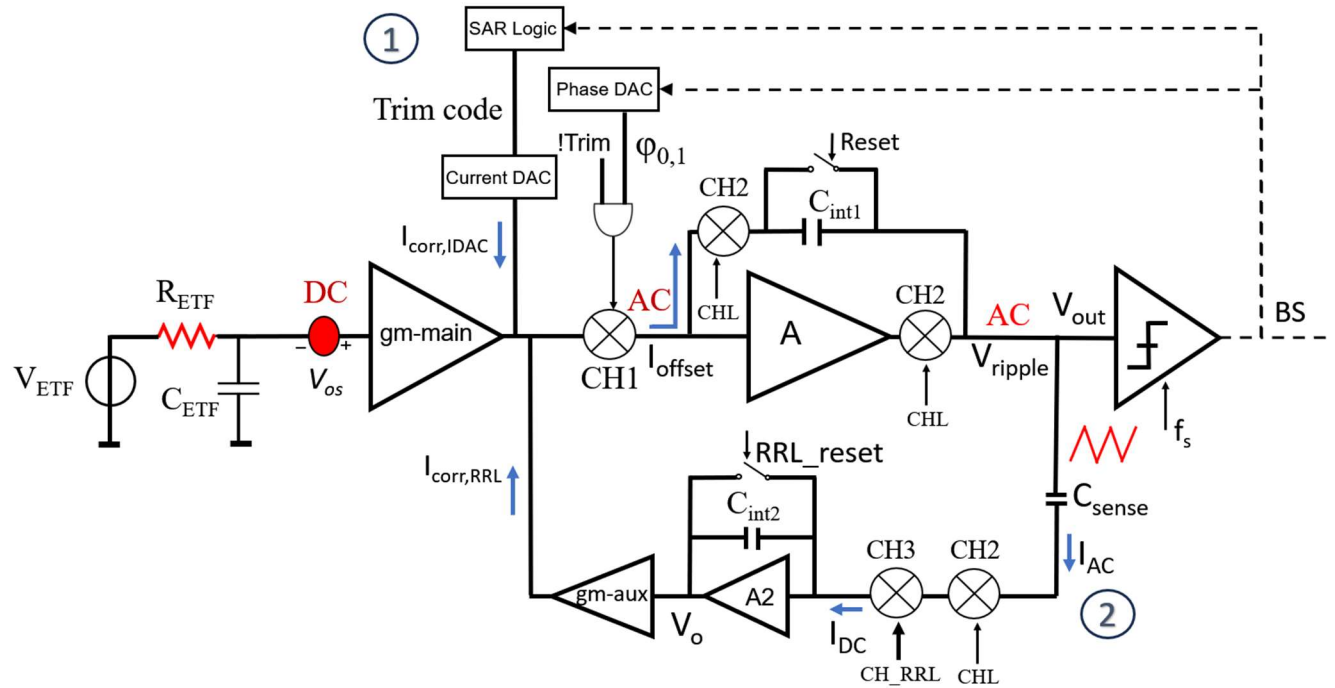 1
SAR Logic
Phase DAC
Trim code
!Trim
φ0,1
Reset
Current DAC
CH2
Cint1
Icorr,IDAC
RETF
DC
AC
CHL
CH2
AC
Vout
BS
gm-main
A
VETF
CETF
− +
Vos
CH1
Ioffset
Vripple
CHL
fs
RRL_reset
Icorr,RRL
Cint2
Csense
CH3
CH2
IAC
gm-aux
A2
2
Vo
IDC
CH_RRL
CHL